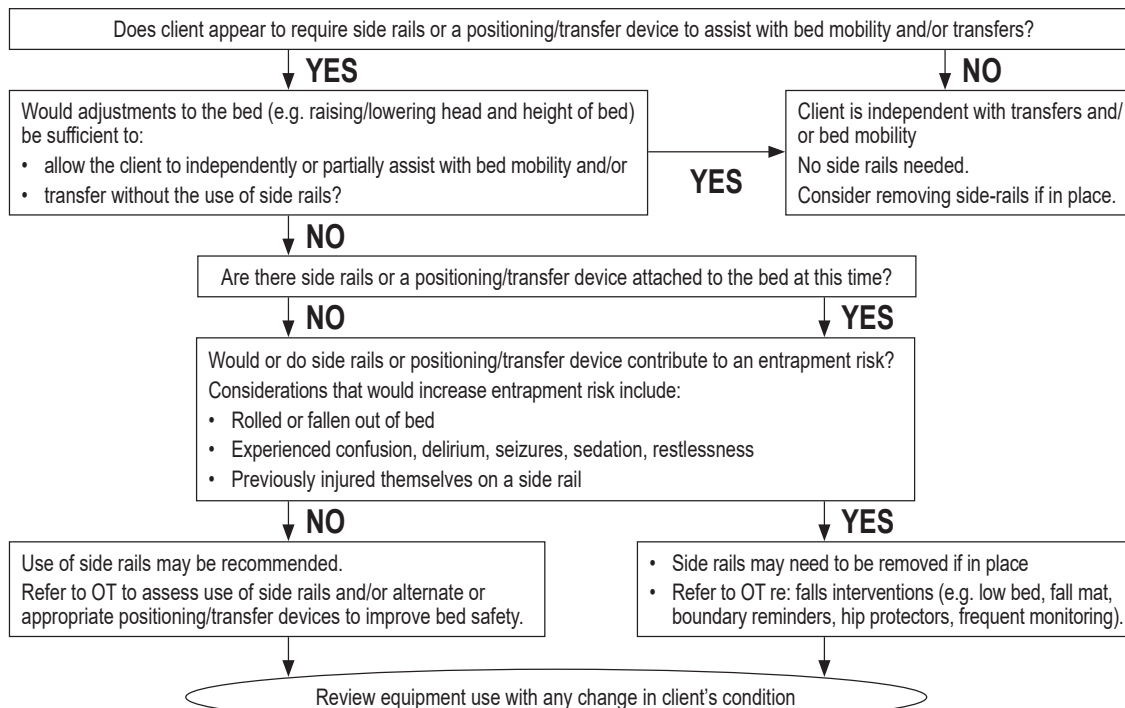 Does client appear to require side rails or a positioning/transfer device to assist with bed mobility and/or transfers?
YES
NO
Would adjustments to the bed (e.g. raising/lowering head and height of bed)
be sufficient to:
• allow the client to independently or partially assist with bed mobility and/or
• transfer without the use of side rails?
YES
Client is independent with transfers and/
or bed mobility
No side rails needed.
Consider removing side-rails if in place.
NO
Are there side rails or a positioning/transfer device attached to the bed at this time?
NO
YES
Would or do side rails or positioning/transfer device contribute to an entrapment risk?
Considerations that would increase entrapment risk include:
• Rolled or fallen out of bed
• Experienced confusion, delirium, seizures, sedation, restlessness
• Previously injured themselves on a side rail
NO
YES
Use of side rails may be recommended.
Refer to OT to assess use of side rails and/or alternate or
appropriate positioning/transfer devices to improve bed safety.
• Side rails may need to be removed if in place
• Refer to OT re: falls interventions (e.g. low bed, fall mat,
boundary reminders, hip protectors, frequent monitoring).
Review equipment use with any change in client's condition